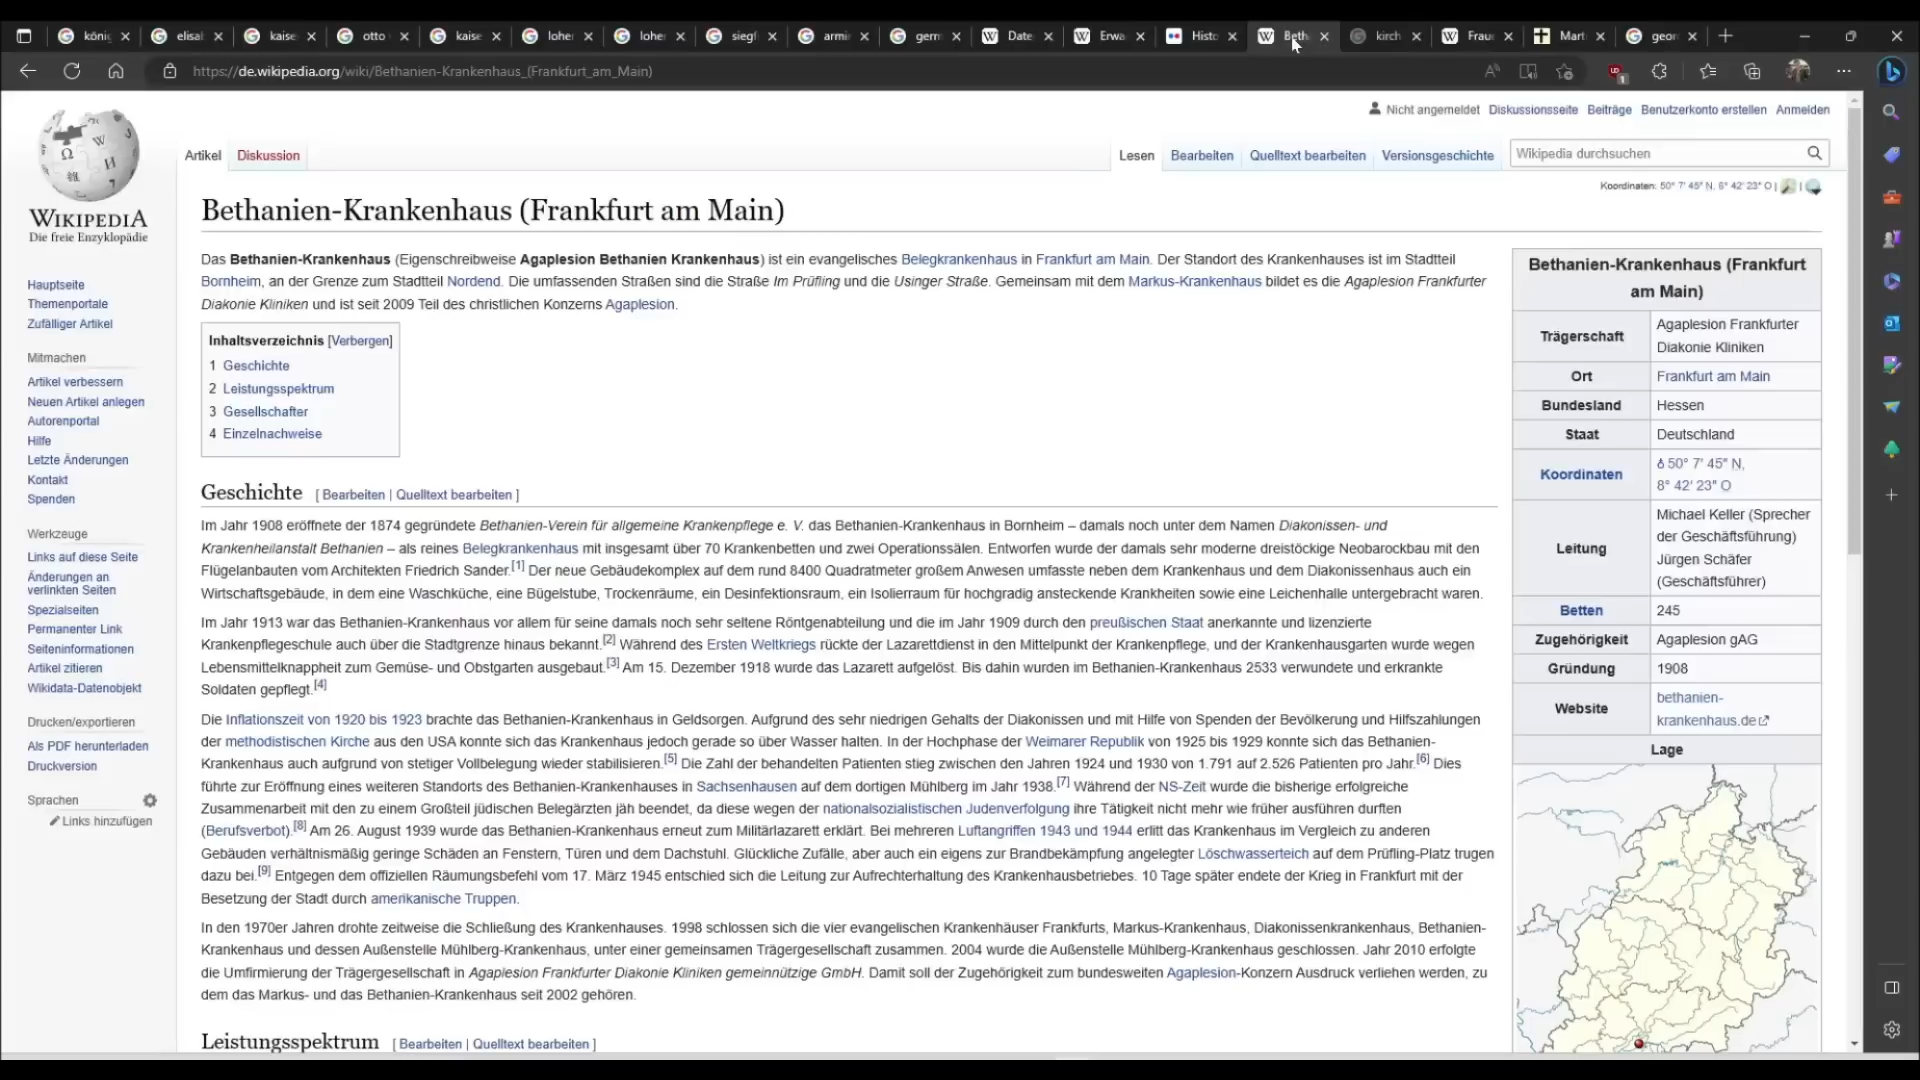 könig
elisal
kaise
otto
kaise
loher
lohe
siegf
armi
germ
Date
Erwa
Histo
Beth
kirch
Frau
Mart
geor
https://de.wikipedia.org/wiki/Bethanien-Krankenhaus_(Frankfurt_am_Main)
Nicht angemeldet Diskussionsseite Beiträge Benutzerkonto erstellen Anmelden
Artikel Diskussion Lesen Bearbeiten Quelltext bearbeiten Versionsgeschichte Wikipedia durchsuchen
Koordinaten: 50° 7′ 45″ N, 8° 42′ 23″ O
WIKIPEDIA
Die freie Enzyklopädie
Hauptseite
Themenportale
Zufälliger Artikel
Mitmachen
Artikel verbessern
Neuen Artikel anlegen
Autorenportal
Hilfe
Letzte Änderungen
Kontakt
Spenden
Werkzeuge
Links auf diese Seite
Änderungen an
verlinkten Seiten
Spezialseiten
Permanenter Link
Seiteninformationen
Artikel zitieren
Wikidata-Datenobjekt
Drucken/exportieren
Als PDF herunterladen
Druckversion
Sprachen
Links hinzufügen
Bethanien-Krankenhaus (Frankfurt am Main)
Das Bethanien-Krankenhaus (Eigenschreibweise Agaplesion Bethanien Krankenhaus) ist ein evangelisches Belegkrankenhaus in Frankfurt am Main. Der Standort des Krankenhauses ist im Stadtteil
Bornheim, an der Grenze zum Stadtteil Nordend. Die umfassenden Straßen sind die Straße Im Prüfling und die Usinger Straße. Gemeinsam mit dem Markus-Krankenhaus bildet es die Agaplesion Frankfurter
Diakonie Kliniken und ist seit 2009 Teil des christlichen Konzerns Agaplesion.
Inhaltsverzeichnis [Verbergen]
1 Geschichte
2 Leistungsspektrum
3 Gesellschafter
4 Einzelnachweise
Geschichte [ Bearbeiten | Quelltext bearbeiten ]
Im Jahr 1908 eröffnete der 1874 gegründete Bethanien-Verein für allgemeine Krankenpflege e. V. das Bethanien-Krankenhaus in Bornheim – damals noch unter dem Namen Diakonissen- und
Krankenheilanstalt Bethanien – als reines Belegkrankenhaus mit insgesamt über 70 Krankenbetten und zwei Operationssälen. Entworfen wurde der damals sehr moderne dreistöckige Neobarockbau mit den
Flügelanbauten vom Architekten Friedrich Sander.[1] Der neue Gebäudekomplex auf dem rund 8400 Quadratmeter großem Anwesen umfasste neben dem Krankenhaus und dem Diakonissenhaus auch ein
Wirtschaftsgebäude, in dem eine Waschküche, eine Bügelstube, Trockenräume, ein Desinfektionsraum, ein Isolierraum für hochgradig ansteckende Krankheiten sowie eine Leichenhalle untergebracht waren.
Im Jahr 1913 war das Bethanien-Krankenhaus vor allem für seine damals noch sehr seltene Röntgenabteilung und die im Jahr 1909 durch den preußischen Staat anerkannte und lizenzierte
Krankenpflegeschule auch über die Stadtgrenze hinaus bekannt.[2] Während des Ersten Weltkriegs rückte der Lazarettdienst in den Mittelpunkt der Krankenpflege, und der Krankenhausgarten wurde wegen
Lebensmittelknappheit zum Gemüse- und Obstgarten ausgebaut.[3] Am 15. Dezember 1918 wurde das Lazarett aufgelöst. Bis dahin wurden im Bethanien-Krankenhaus 2533 verwundete und erkrankte
Soldaten gepflegt.[4]
Die Inflationszeit von 1920 bis 1923 brachte das Bethanien-Krankenhaus in Geldsorgen. Aufgrund des sehr niedrigen Gehalts der Diakonissen und mit Hilfe von Spenden der Bevölkerung und Hilfszahlungen
der methodistischen Kirche aus den USA konnte sich das Krankenhaus jedoch gerade so über Wasser halten. In der Hochphase der Weimarer Republik von 1925 bis 1929 konnte sich das Bethanien-
Krankenhaus auch aufgrund von stetiger Vollbelegung wieder stabilisieren.[5] Die Zahl der behandelten Patienten stieg zwischen den Jahren 1924 und 1930 von 1.791 auf 2.526 Patienten pro Jahr.[6] Dies
führte zur Eröffnung eines weiteren Standorts des Bethanien-Krankenhauses in Sachsenhausen auf dem dortigen Mühlberg im Jahr 1938.[7] Während der NS-Zeit wurde die bisherige erfolgreiche
Zusammenarbeit mit den zu einem Großteil jüdischen Belegärzten jäh beendet, da diese wegen der nationalsozialistischen Judenverfolgung ihre Tätigkeit nicht mehr wie früher ausführen durften
(Berufsverbot).[8] Am 26. August 1939 wurde das Bethanien-Krankenhaus erneut zum Militärlazarett erklärt. Bei mehreren Luftangriffen 1943 und 1944 erlitt das Krankenhaus im Vergleich zu anderen
Gebäuden verhältnismäßig geringe Schäden an Fenstern, Türen und dem Dachstuhl. Glückliche Zufälle, aber auch ein eigens zur Brandbekämpfung angelegter Löschwasserteich auf dem Prüfling-Platz trugen
dazu bei.[9] Entgegen dem offiziellen Räumungsbefehl vom 17. März 1945 entschied sich die Leitung zur Aufrechterhaltung des Krankenhausbetriebes. 10 Tage später endete der Krieg in Frankfurt mit der
Besetzung der Stadt durch amerikanische Truppen.
In den 1970er Jahren drohte zeitweise die Schließung des Krankenhauses. 1998 schlossen sich die vier evangelischen Krankenhäuser Frankfurts, Markus-Krankenhaus, Diakonissenkrankenhaus, Bethanien-
Krankenhaus und dessen Außenstelle Mühlberg-Krankenhaus, unter einer gemeinsamen Trägergesellschaft zusammen. 2004 wurde die Außenstelle Mühlberg-Krankenhaus geschlossen. Jahr 2010 erfolgte
die Umfirmierung der Trägergesellschaft in Agaplesion Frankfurter Diakonie Kliniken gemeinnützige GmbH. Damit soll der Zugehörigkeit zum bundesweiten Agaplesion-Konzern Ausdruck verliehen werden, zu
dem das Markus- und das Bethanien-Krankenhaus seit 2002 gehören.
Leistungsspektrum [ Bearbeiten | Quelltext bearbeiten ]
Bethanien-Krankenhaus (Frankfurt
am Main)
Trägerschaft Agaplesion Frankfurter
Diakonie Kliniken
Ort Frankfurt am Main
Bundesland Hessen
Staat Deutschland
Koordinaten 50° 7′ 45″ N,
8° 42′ 23″ O
Leitung Michael Keller (Sprecher
der Geschäftsführung)
Jürgen Schäfer
(Geschäftsführer)
Betten 245
Zugehörigkeit Agaplesion gAG
Gründung 1908
Website bethanien-
krankenhaus.de
Lage